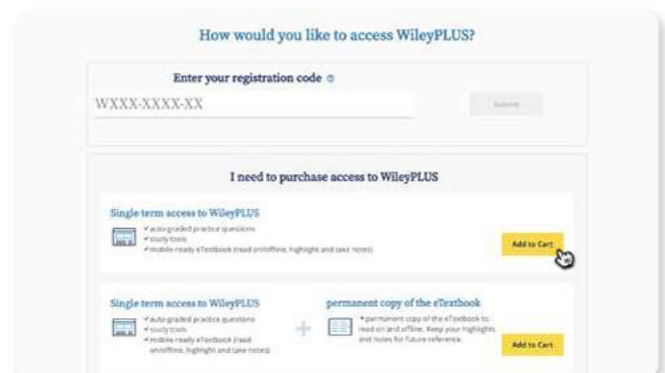 How would you like to access WileyPLUS?
Enter your registration code
WXXX-XXXX-XX
Submit
I need to purchase access to WileyPLUS
Single term access to WileyPLUS
auto-graded practice questions
study tools
mobile-ready eTextbook (read on/offline, highlight and take notes)
Add to Cart
Single term access to WileyPLUS
auto-graded practice questions
study tools
mobile-ready eTextbook (read
on/offline, highlight and take notes)
+
permanent copy of the eTextbook
permanent copy of the eTextbook to
read on and offline. Keep your highlights
and notes for future reference.
Add to Cart